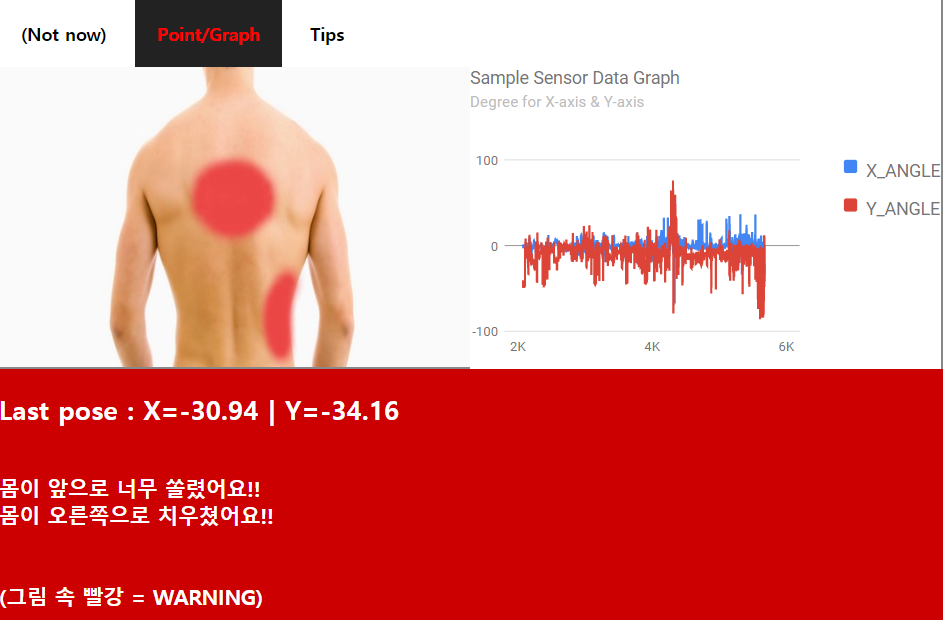 (Not now) Point/Graph Tips
Sample Sensor Data Graph
Degree for X-axis & Y-axis
100
0
-100
2K 4K 6K
X_ANGLE
Y_ANGLE
Last pose : X=-30.94 | Y=-34.16
몸이 앞으로 너무 쏠렸어요!!
몸이 오른쪽으로 치우쳤어요!!
(그림 속 빨강 = WARNING)